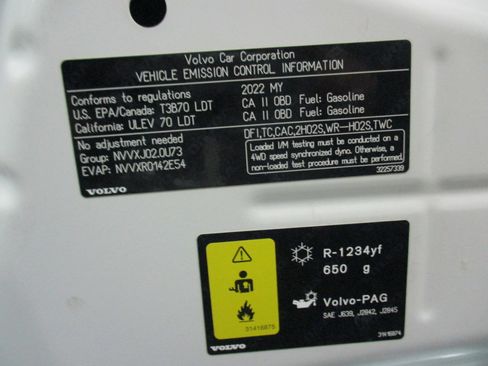 Volvo Car Corporation
VEHICLE EMISSION CONTROL INFORMATION
Conforms to regulations 2022 MY
U.S. EPA/Canada: T3B70 LDT CA II OBD Fuel: Gasoline
California: ULEV 70 LDT CA II OBD Fuel: Gasoline
No adjustment needed DFI,TC,CAC,2HO2S,WR-HO2S,TWC
Group: NVVXJ02.0U73
EVAP: NVVXR0142ES4
Loaded I/M testing must be conducted on a
4WD speed synchronized dyno. Otherwise, a
non-loaded test procedure must be performed.
VOLVO 32257339
R-1234yf
650 g
Volvo-PAG
SAE J639, J2842, J2845
31416875
VOLVO 31416874